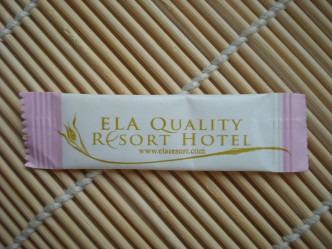 ELA QUALITY
RESORT HOTEL
www.elaresort.com